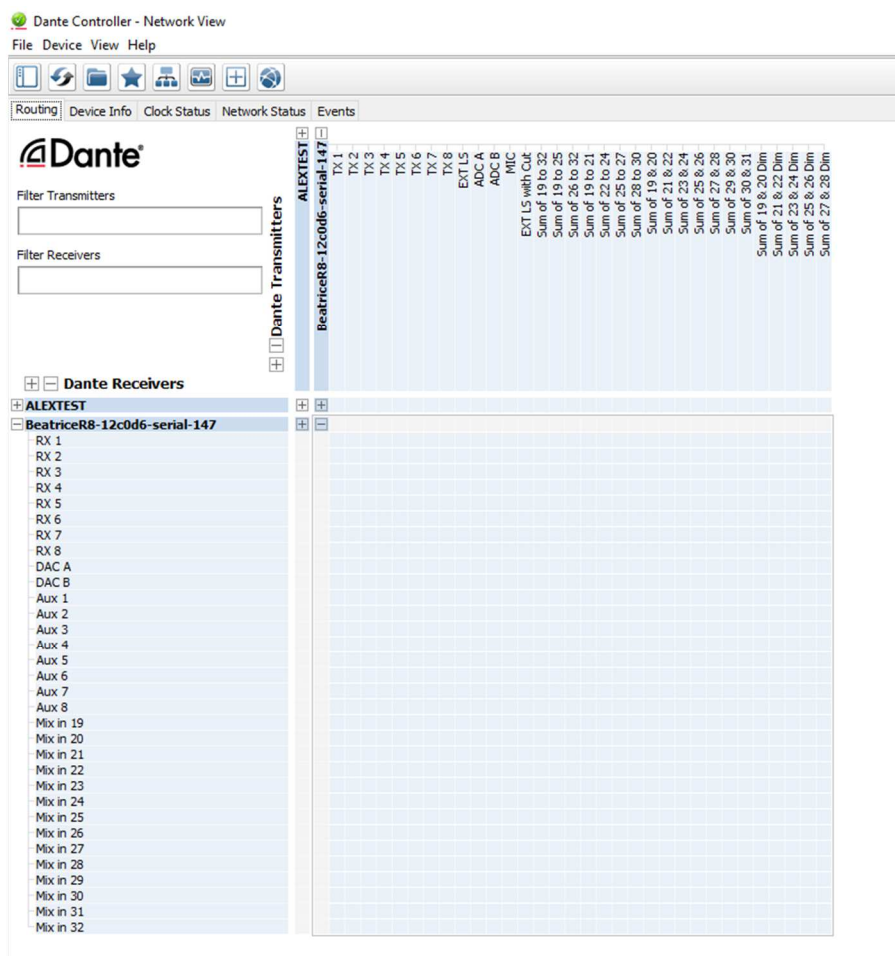 Dante Controller - Network View
File Device View Help
Routing Device Info Clock Status Network Status Events
Dante®
Filter Transmitters
Filter Receivers
Dante Transmitters
Dante Receivers
ALEXTEST
BeatriceR8-12c0d6-serial-147
TX 1
TX 2
TX 3
TX 4
TX 5
TX 6
TX 7
TX 8
EXT LS
ADC A
ADC B
MIC
EXT LS with Cut
Sum of 19 to 32
Sum of 19 to 25
Sum of 26 to 32
Sum of 19 to 21
Sum of 22 to 24
Sum of 25 to 27
Sum of 28 to 30
Sum of 19 & 20
Sum of 21 & 22
Sum of 23 & 24
Sum of 25 & 26
Sum of 27 & 28
Sum of 29 & 30
Sum of 30 & 31
Sum of 19 & 20 Dim
Sum of 21 & 22 Dim
Sum of 23 & 24 Dim
Sum of 25 & 26 Dim
Sum of 27 & 28 Dim
ALEXTEST
BeatriceR8-12c0d6-serial-147
RX 1
RX 2
RX 3
RX 4
RX 5
RX 6
RX 7
RX 8
DAC A
DAC B
Aux 1
Aux 2
Aux 3
Aux 4
Aux 5
Aux 6
Aux 7
Aux 8
Mix in 19
Mix in 20
Mix in 21
Mix in 22
Mix in 23
Mix in 24
Mix in 25
Mix in 26
Mix in 27
Mix in 28
Mix in 29
Mix in 30
Mix in 31
Mix in 32